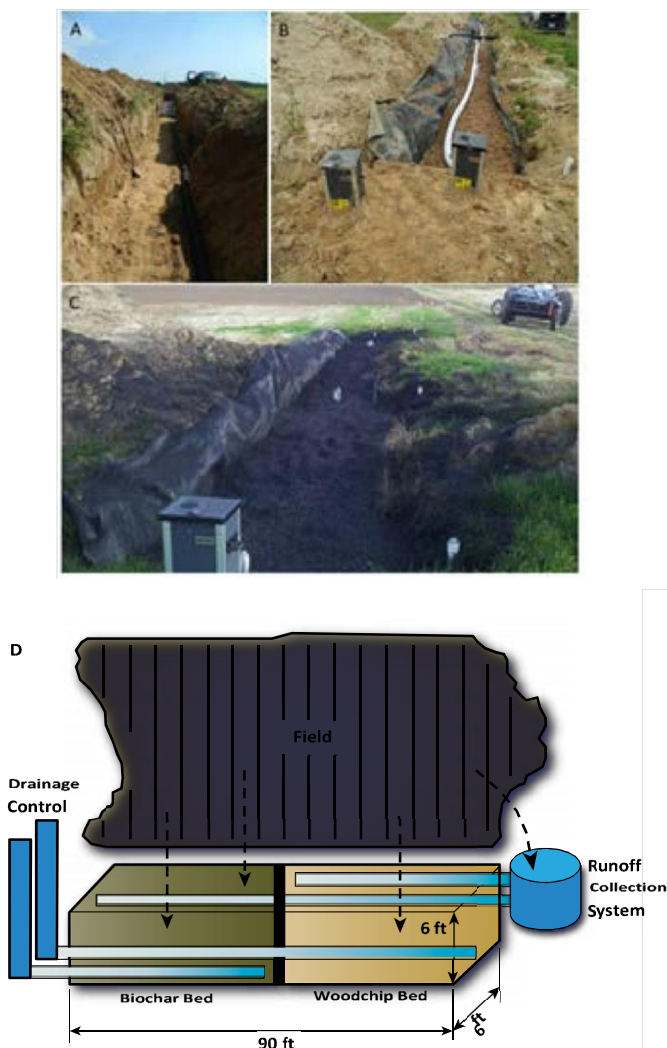 A
B
C
D
Field
Drainage
Control
Runoff
Collection
System
6 ft
Biochar Bed
Woodchip Bed
6 ft
90 ft